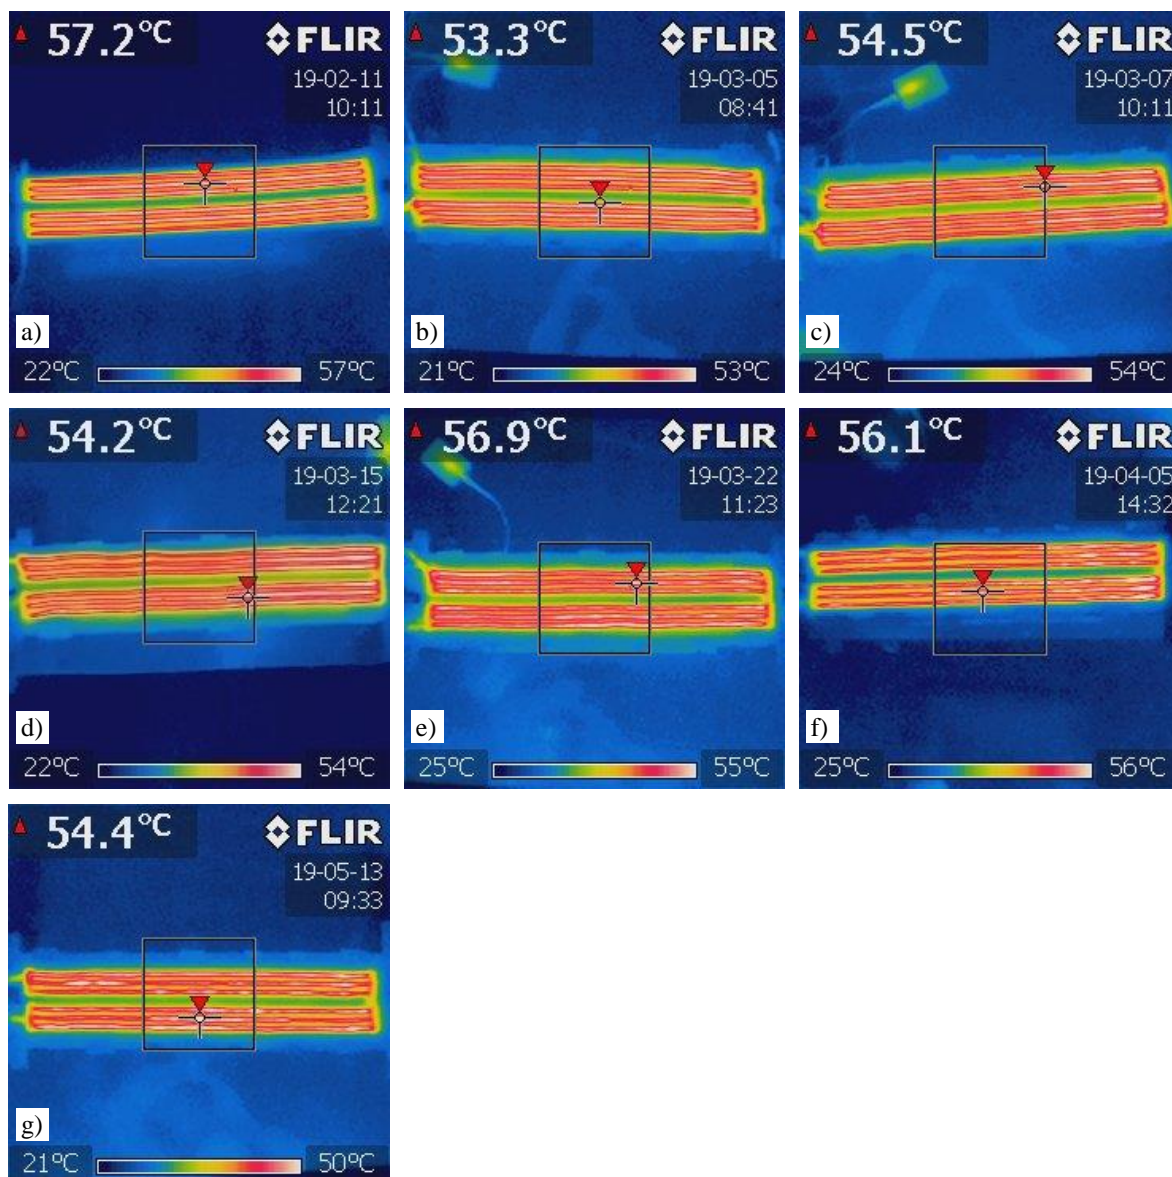 57.2°C FLIR
19-02-11
10:11
a)
22°C 57°C
53.3°C FLIR
19-03-05
08:41
b)
21°C 53°C
54.5°C FLIR
19-03-07
10:11
c)
24°C 54°C
54.2°C FLIR
19-03-15
12:21
d)
22°C 54°C
56.9°C FLIR
19-03-22
11:23
e)
25°C 55°C
56.1°C FLIR
19-04-05
14:32
f)
25°C 56°C
54.4°C FLIR
19-05-13
09:33
g)
21°C 50°C